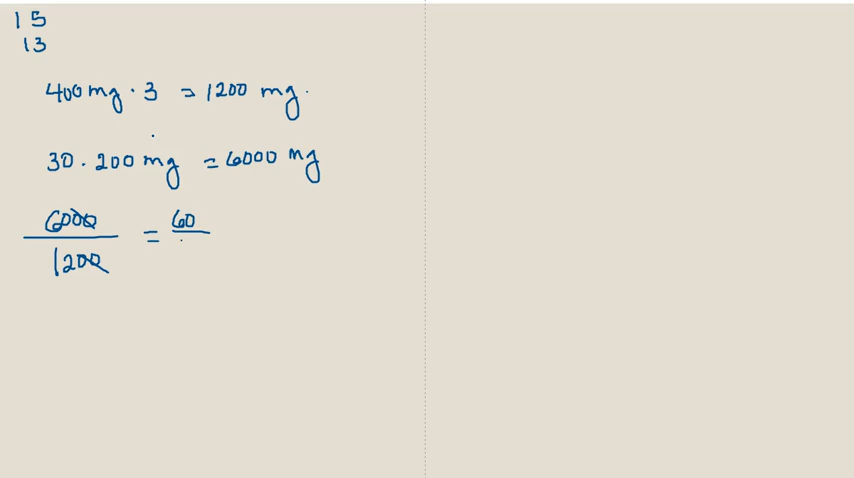 15
13
400 mg · 3 = 1200 mg.
30 · 200 mg = 6000 mg
6000 = 60
1200